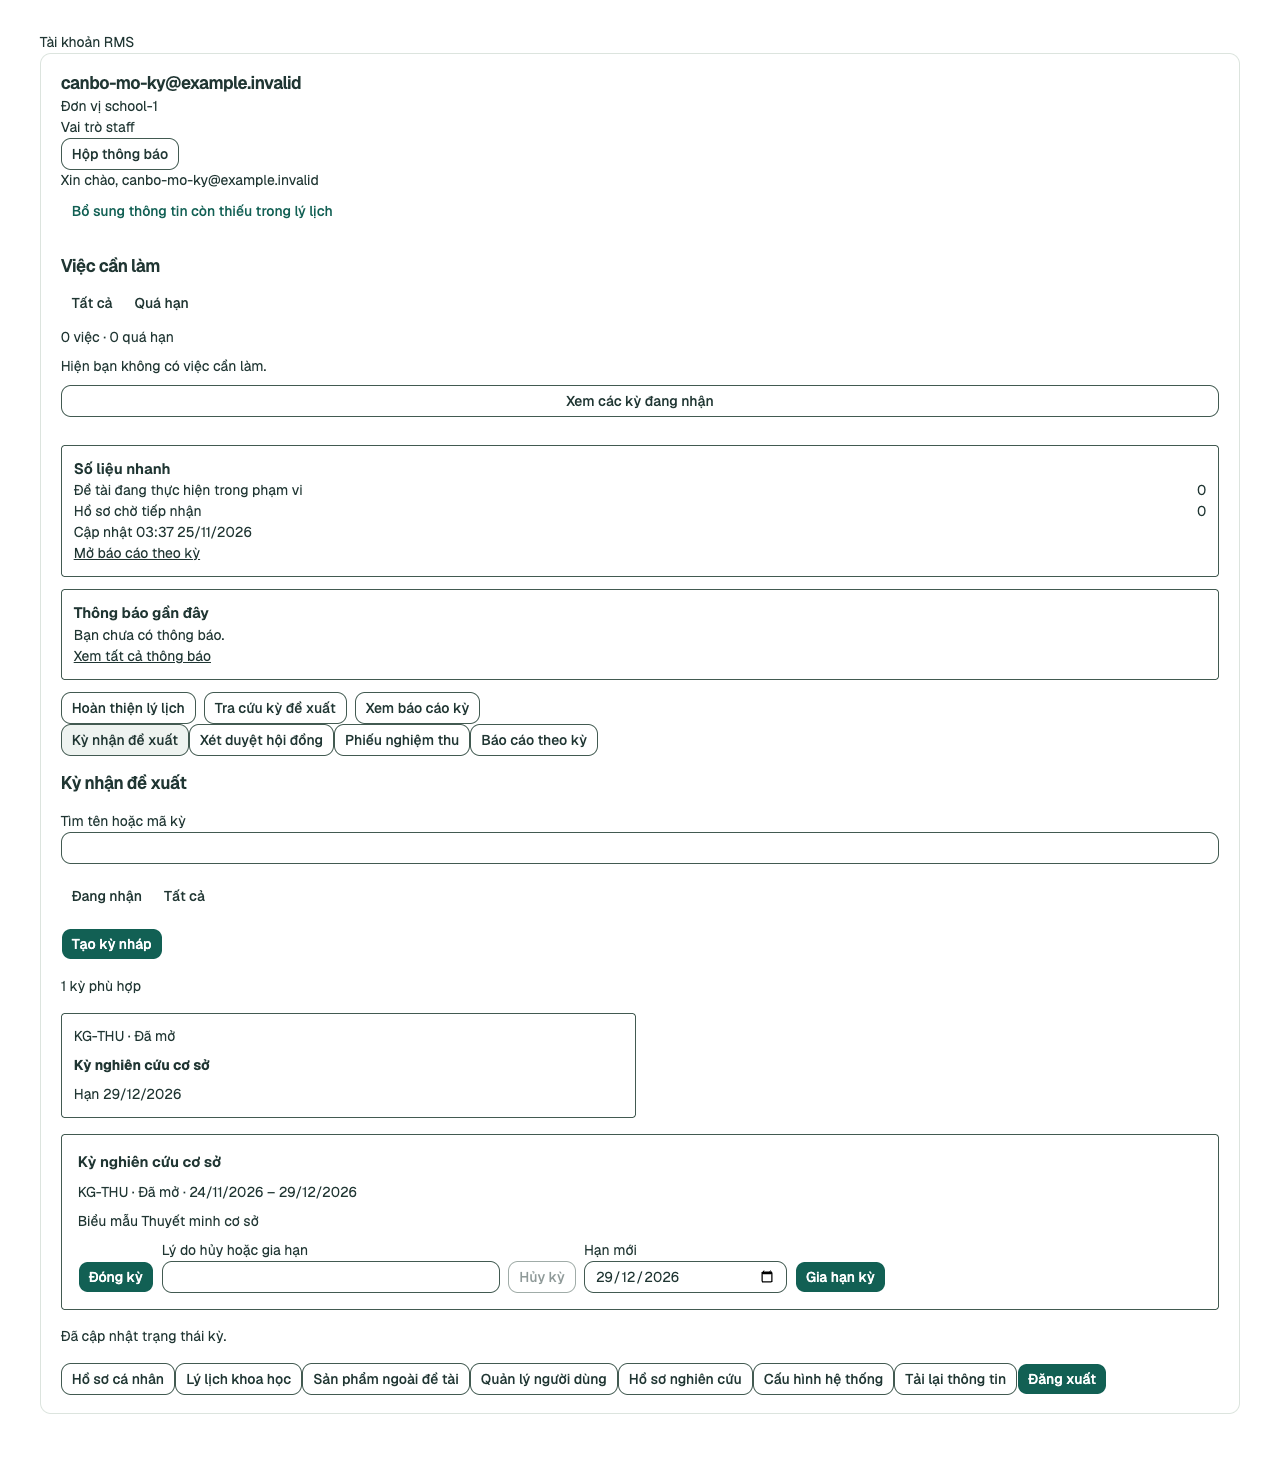 Tài khoản RMS
canbo-mo-ky@example.invalid
Đơn vị school-1
Vai trò staff
Hộp thông báo
Xin chào, canbo-mo-ky@example.invalid
Bổ sung thông tin còn thiếu trong lý lịch
Việc cần làm
Tất cả Quá hạn
0 việc · 0 quá hạn
Hiện bạn không có việc cần làm.
Xem các kỳ đang nhận
Số liệu nhanh
Đề tài đang thực hiện trong phạm vi 0
Hồ sơ chờ tiếp nhận 0
Cập nhật 03:37 25/11/2026
Mở báo cáo theo kỳ
Thông báo gần đây
Bạn chưa có thông báo.
Xem tất cả thông báo
Hoàn thiện lý lịch Tra cứu kỳ đề xuất Xem báo cáo kỳ
Kỳ nhận đề xuất Xét duyệt hội đồng Phiếu nghiệm thu Báo cáo theo kỳ
Kỳ nhận đề xuất
Tìm tên hoặc mã kỳ
Đang nhận Tất cả
Tạo kỳ nháp
1 kỳ phù hợp
KG-THU · Đã mở
Kỳ nghiên cứu cơ sở
Hạn 29/12/2026
Kỳ nghiên cứu cơ sở
KG-THU · Đã mở · 24/11/2026 – 29/12/2026
Biểu mẫu Thuyết minh cơ sở
Lý do hủy hoặc gia hạn Hạn mới
Đóng kỳ Hủy kỳ 29/12/2026 Gia hạn kỳ
Đã cập nhật trạng thái kỳ.
Hồ sơ cá nhân Lý lịch khoa học Sản phẩm ngoài đề tài Quản lý người dùng Hồ sơ nghiên cứu Cấu hình hệ thống Tải lại thông tin Đăng xuất